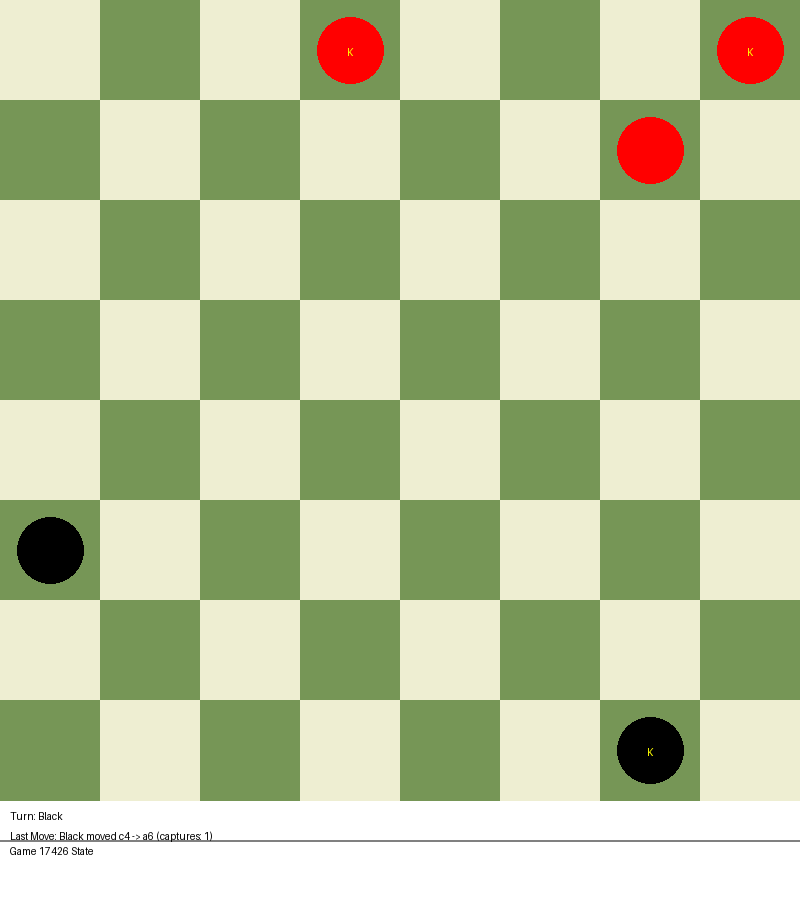 K
K
K
Turn: Black
Last Move: Black moved c4 -> a6 (captures: 1)
Game 17426 State